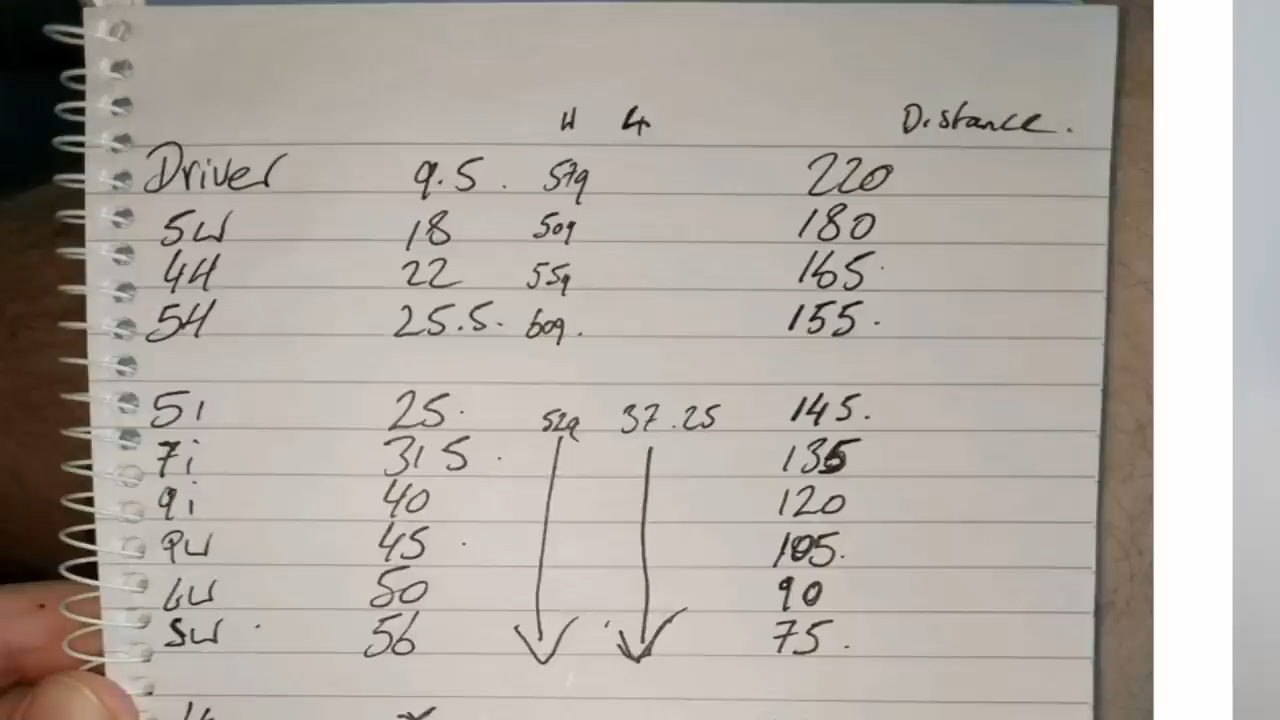 W L Distance.
Driver 9.5. 57g 220
5W 18 50g 180
4H 22 55g 165
5H 25.5. 60g. 155.
5i 25. 52g 37.25 145.
7i 31 5. 135
9i 40 120
PW 45. 105.
LW 50 90
SW 56 75.